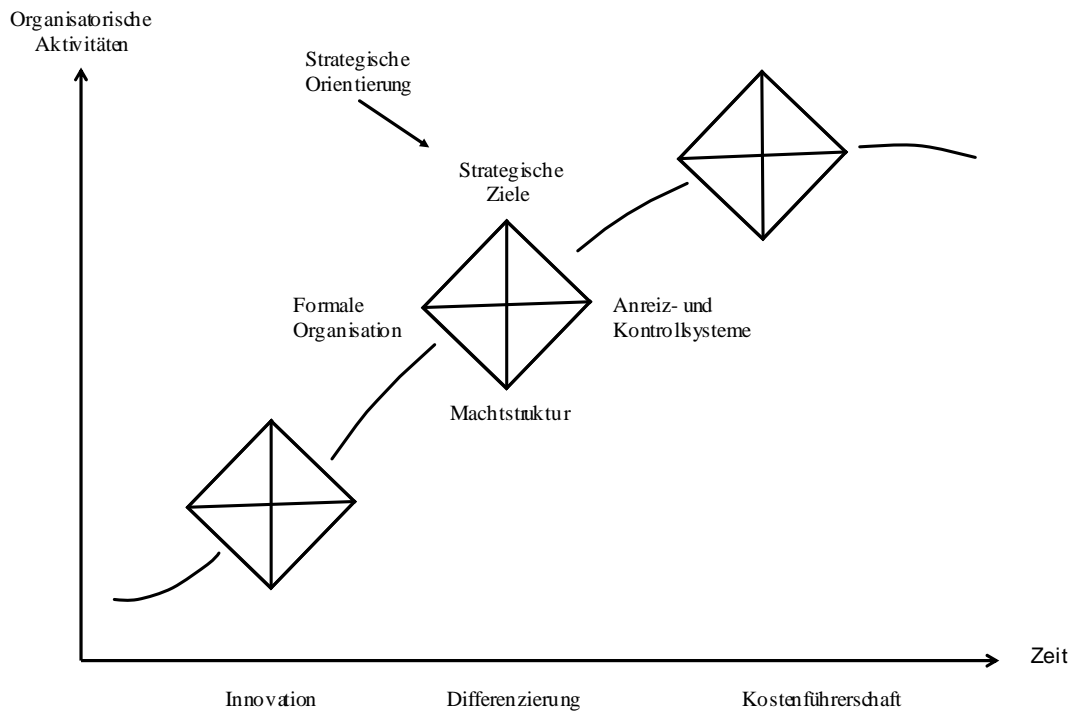 Organisatorische
Aktivitäten
Strategische
Orientierung
Strategische
Ziele
Formale
Organisation
Anreiz- und
Kontrollsysteme
Machtstruktur
Zeit
Innovation
Differenzierung
Kostenführerschaft